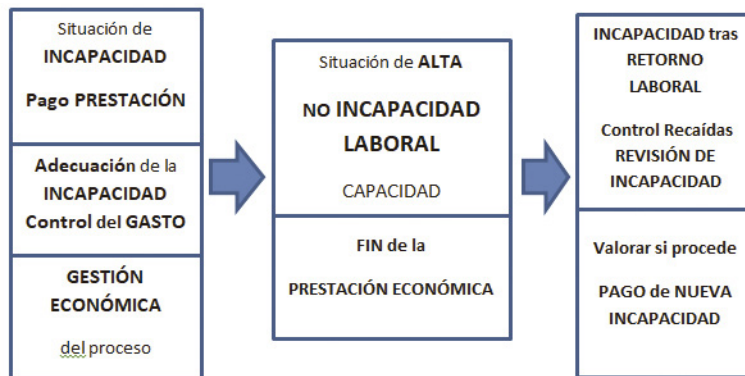 Situación de
INCAPACIDAD
Pago PRESTACIÓN
Adecuación de la
INCAPACIDAD
Control del GASTO
GESTIÓN
ECONÓMICA
del proceso
Situación de ALTA
NO INCAPACIDAD
LABORAL
CAPACIDAD
FIN de la
PRESTACIÓN ECONÓMICA
INCAPACIDAD tras
RETORNO
LABORAL
Control Recaídas
REVISIÓN DE
INCAPACIDAD
Valorar si procede
PAGO de NUEVA
INCAPACIDAD